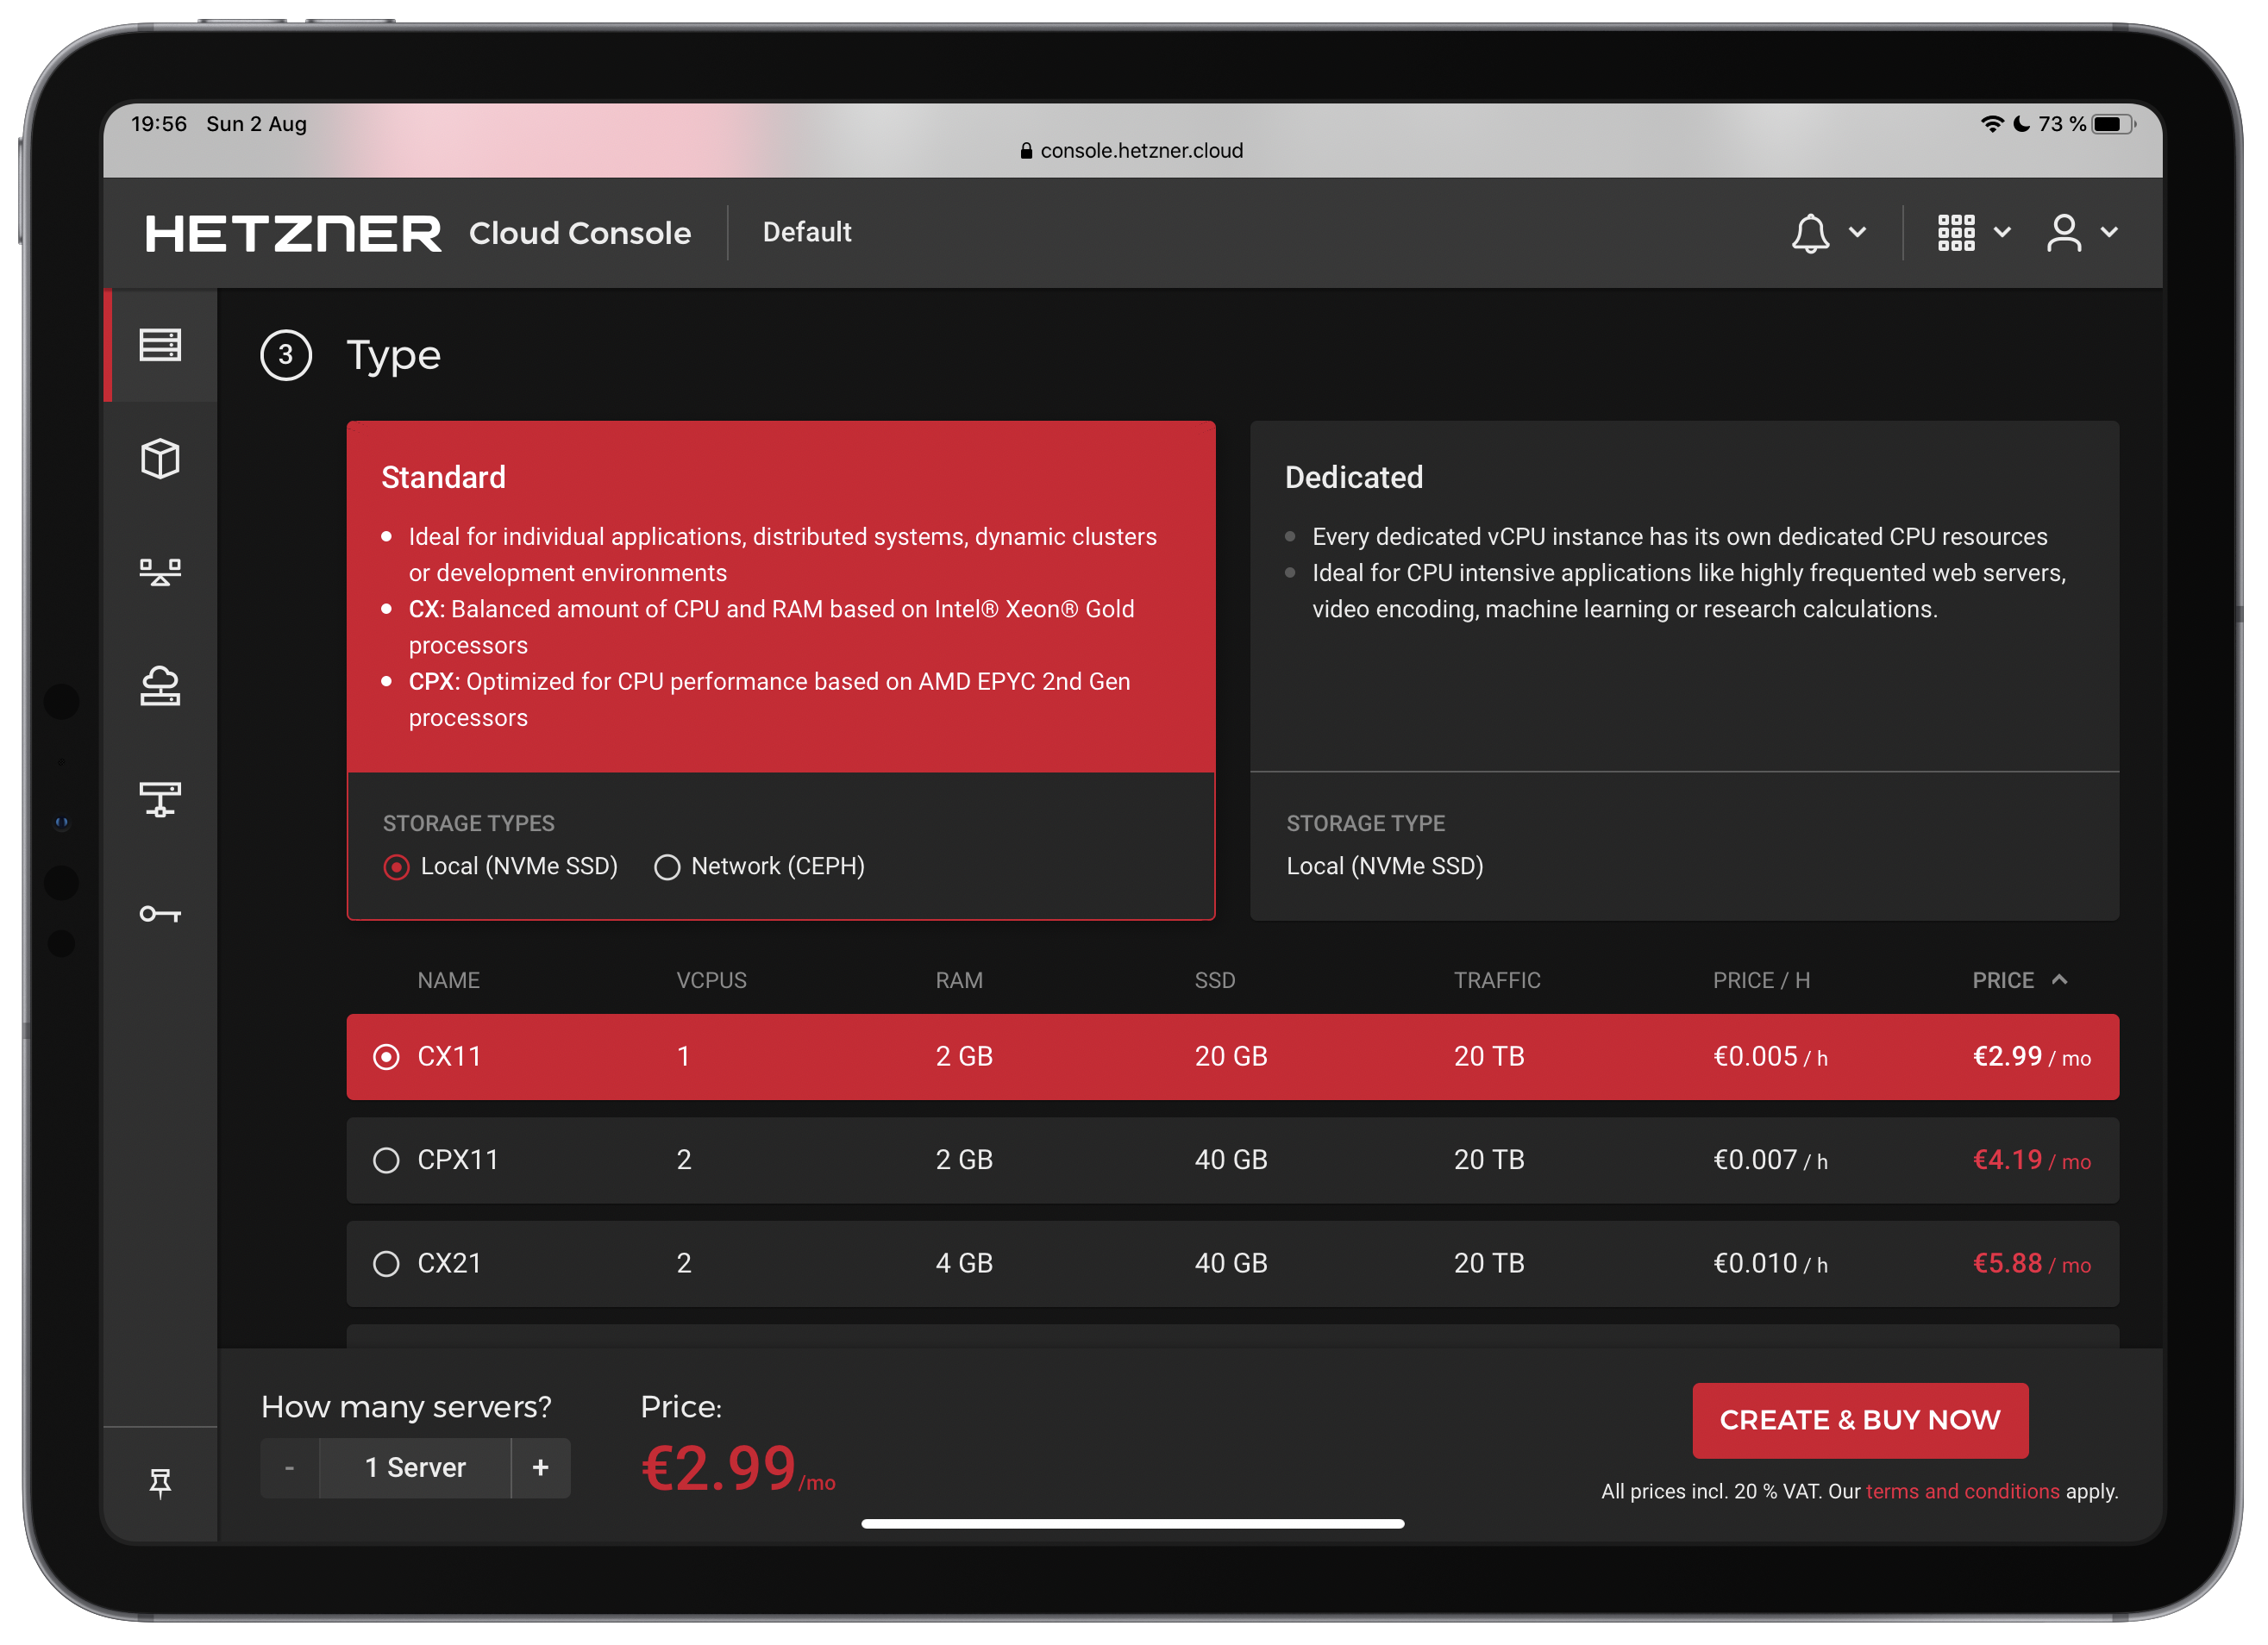 19:56 Sun 2 Aug
73 %
console.hetzner.cloud
HETZNER Cloud Console Default
3 Type
Standard
Ideal for individual applications, distributed systems, dynamic clusters
or development environments
CX: Balanced amount of CPU and RAM based on Intel® Xeon® Gold
processors
CPX: Optimized for CPU performance based on AMD EPYC 2nd Gen
processors
STORAGE TYPES
Local (NVMe SSD) Network (CEPH)
Dedicated
Every dedicated vCPU instance has its own dedicated CPU resources
Ideal for CPU intensive applications like highly frequented web servers,
video encoding, machine learning or research calculations.
STORAGE TYPE
Local (NVMe SSD)
NAME VCPUS RAM SSD TRAFFIC PRICE / H PRICE
CX11 1 2 GB 20 GB 20 TB €0.005 / h €2.99 / mo
CPX11 2 2 GB 40 GB 20 TB €0.007 / h €4.19 / mo
CX21 2 4 GB 40 GB 20 TB €0.010 / h €5.88 / mo
How many servers?
- 1 Server +
Price:
€2.99/mo
CREATE & BUY NOW
All prices incl. 20 % VAT. Our terms and conditions apply.